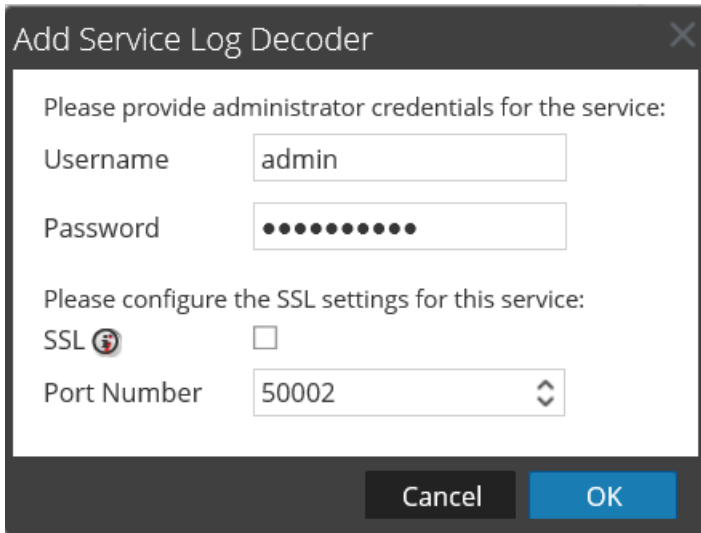 Add Service Log Decoder
Please provide administrator credentials for the service:
Username admin
Password ●●●●●●●●●●
Please configure the SSL settings for this service:
SSL
Port Number 50002
Cancel OK